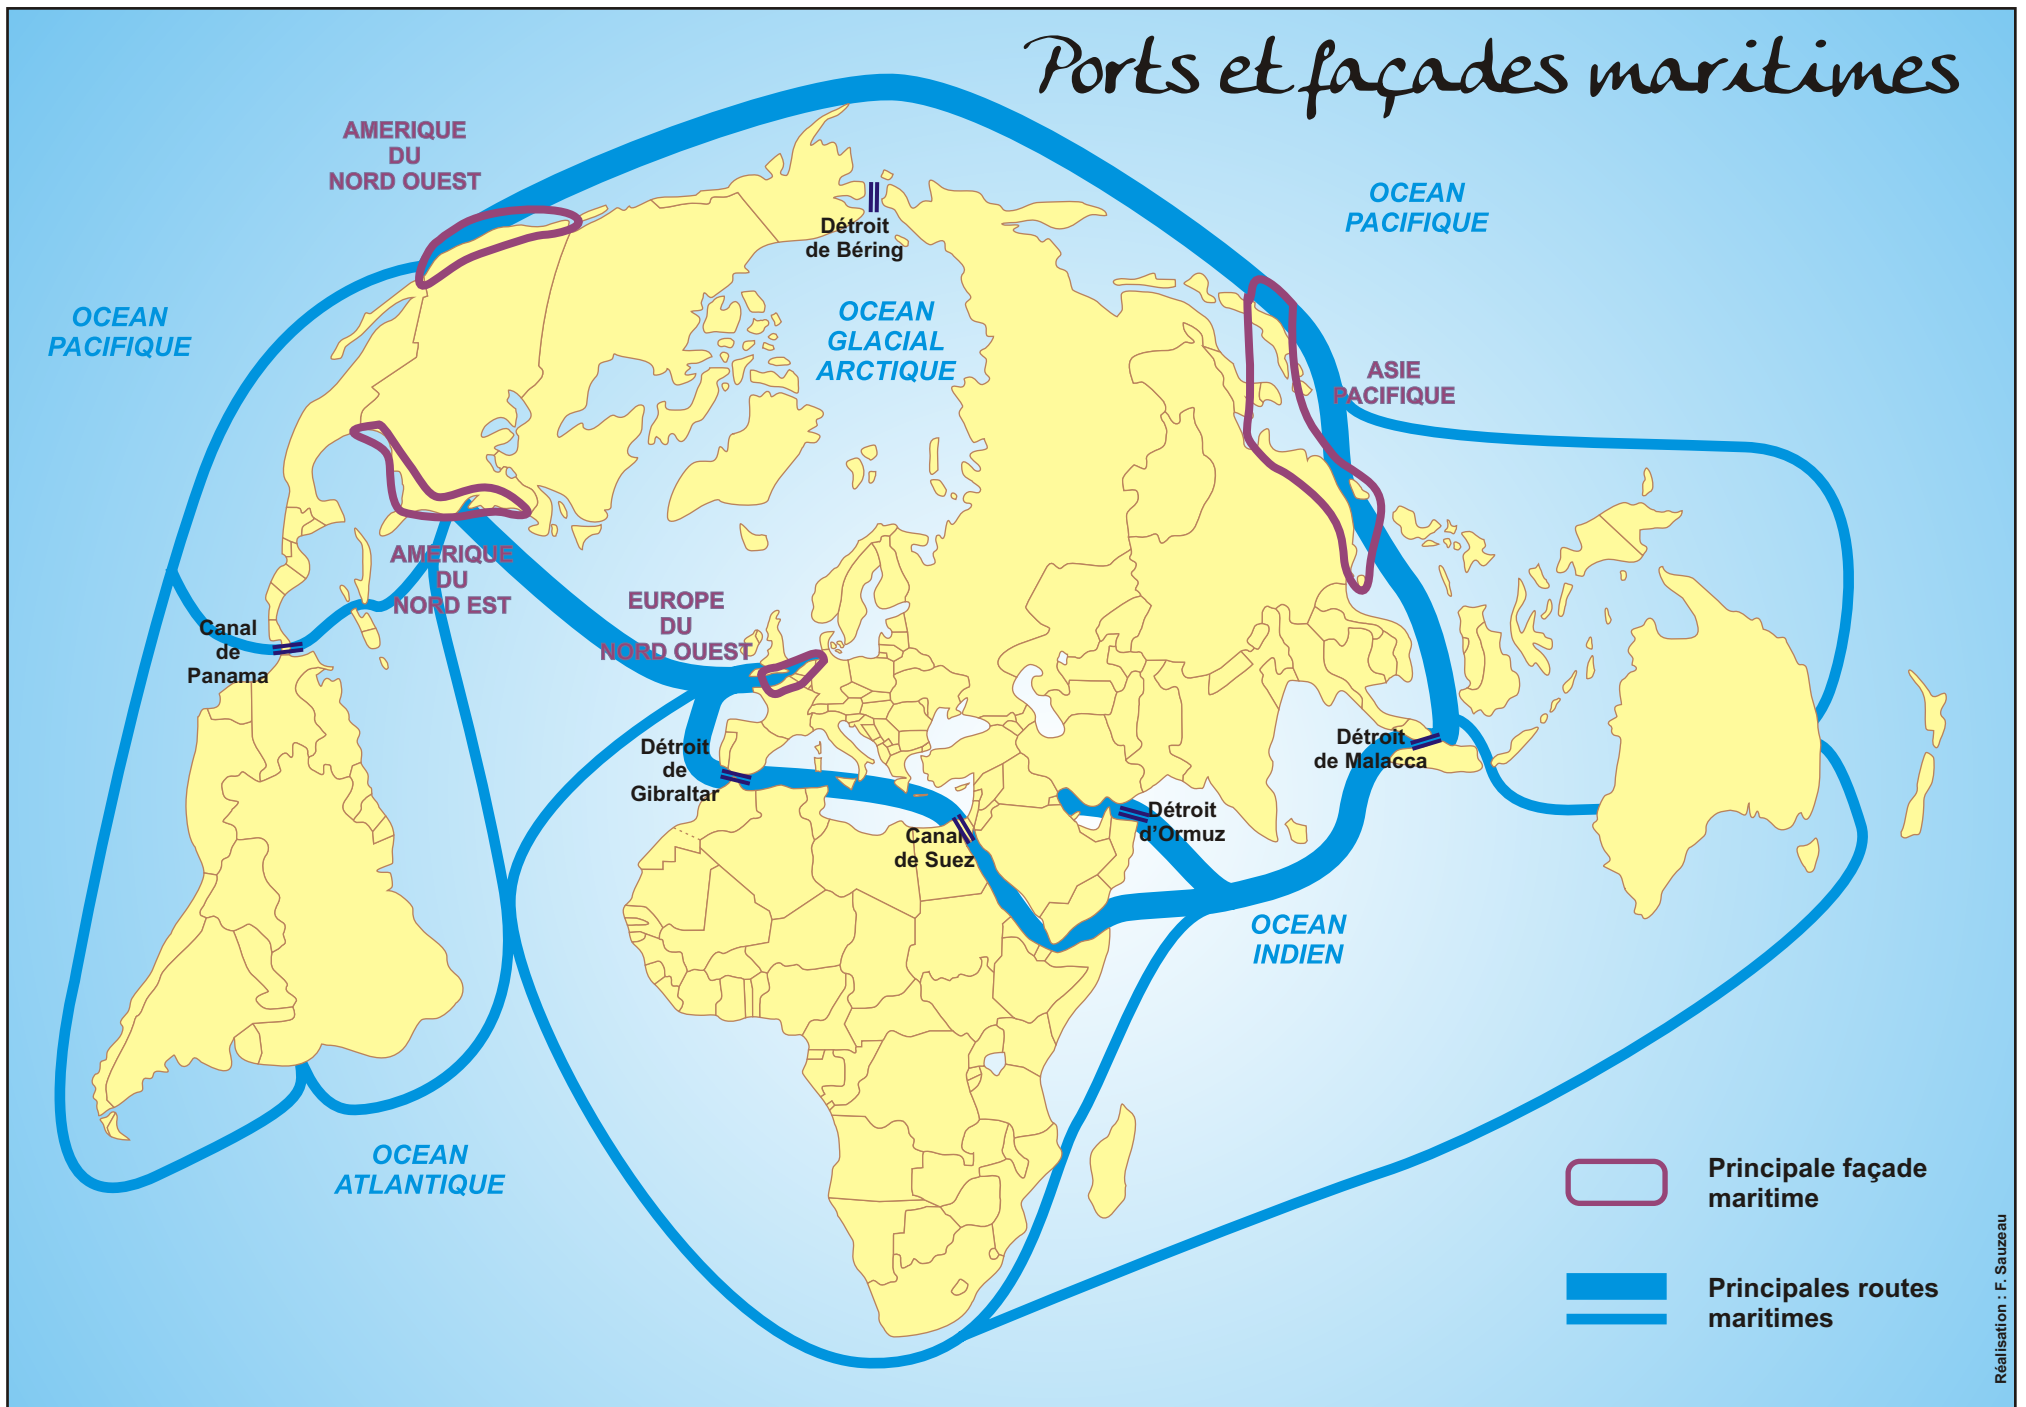 Ports et façades maritimes
AMERIQUE
DU
NORD OUEST
OCEAN
PACIFIQUE
Détroit
de Béring
OCEAN
PACIFIQUE
OCEAN
GLACIAL
ARCTIQUE
ASIE
PACIFIQUE
AMERIQUE
DU
NORD EST
EUROPE
DU
NORD OUEST
Canal
de
Panama
Détroit
de
Gibraltar
Détroit
de Malacca
Détroit
d'Ormuz
Canal
de Suez
OCEAN
INDIEN
OCEAN
ATLANTIQUE
Principale façade
maritime
Principales routes
maritimes
Réalisation : F. Sauzeau